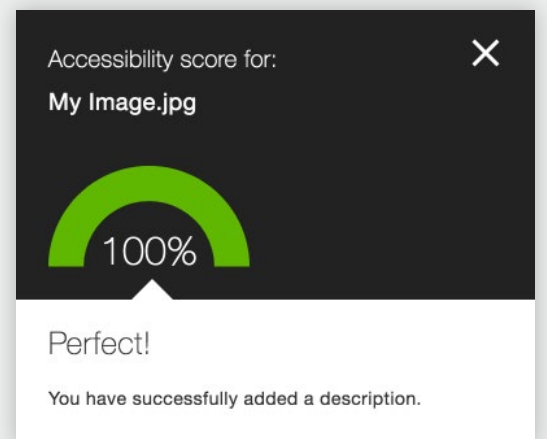 Accessibility score for:
My Image.jpg
100%
Perfect!
You have successfully added a description.